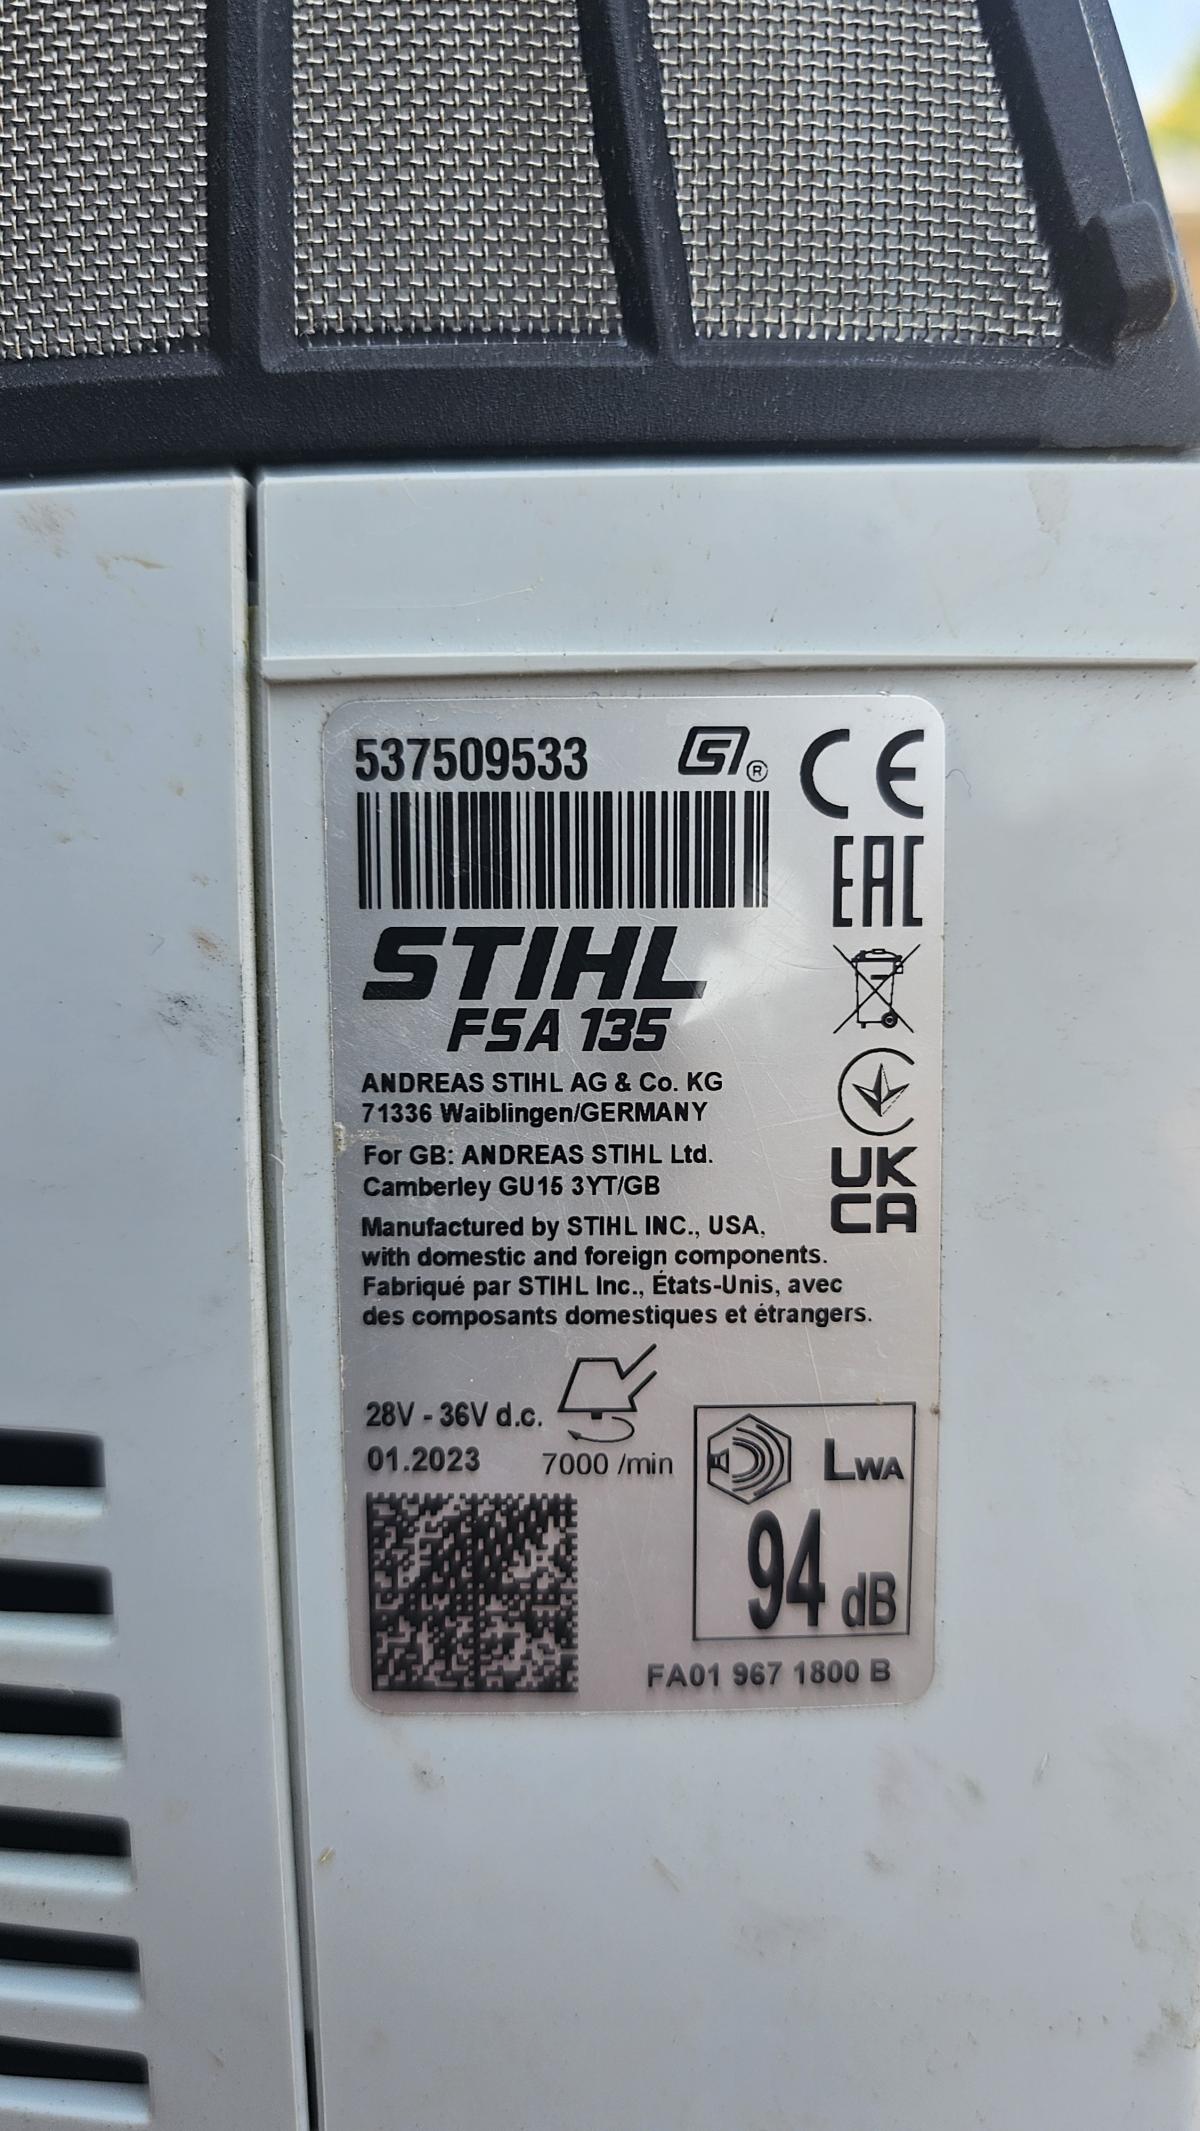 537509533
®
CE
EAC
STIHL
FSA 135
ANDREAS STIHL AG & Co. KG
71336 Waiblingen/GERMANY
For GB: ANDREAS STIHL Ltd.
Camberley GU15 3YT/GB
UK
CA
Manufactured by STIHL INC., USA,
with domestic and foreign components.
Fabriqué par STIHL Inc., États-Unis, avec
des composants domestiques et étrangers.
28V - 36V d.c.
01.2023
7000 /min
LWA
94 dB
FA01 967 1800 B